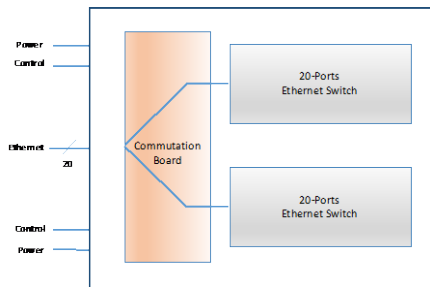 Power
Control
20-Ports
Ethernet Switch
Ethernet
20
Commutation
Board
20-Ports
Ethernet Switch
Control
Power